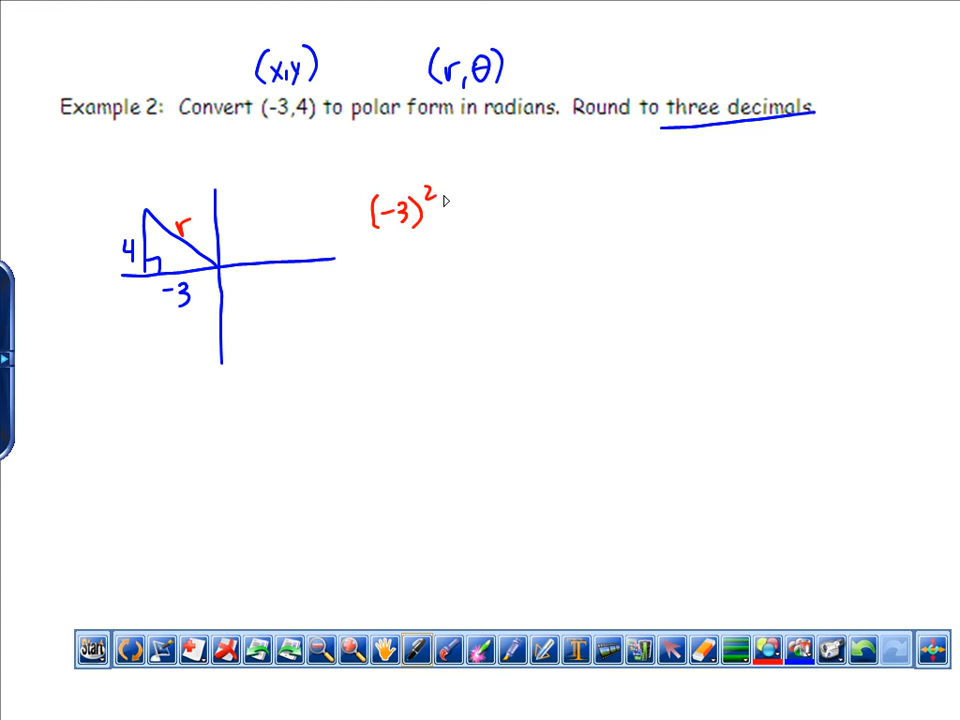 (x,y) (r,θ)
Example 2: Convert (-3,4) to polar form in radians. Round to three decimals.
(-3)²
r
4
-3
Start
T